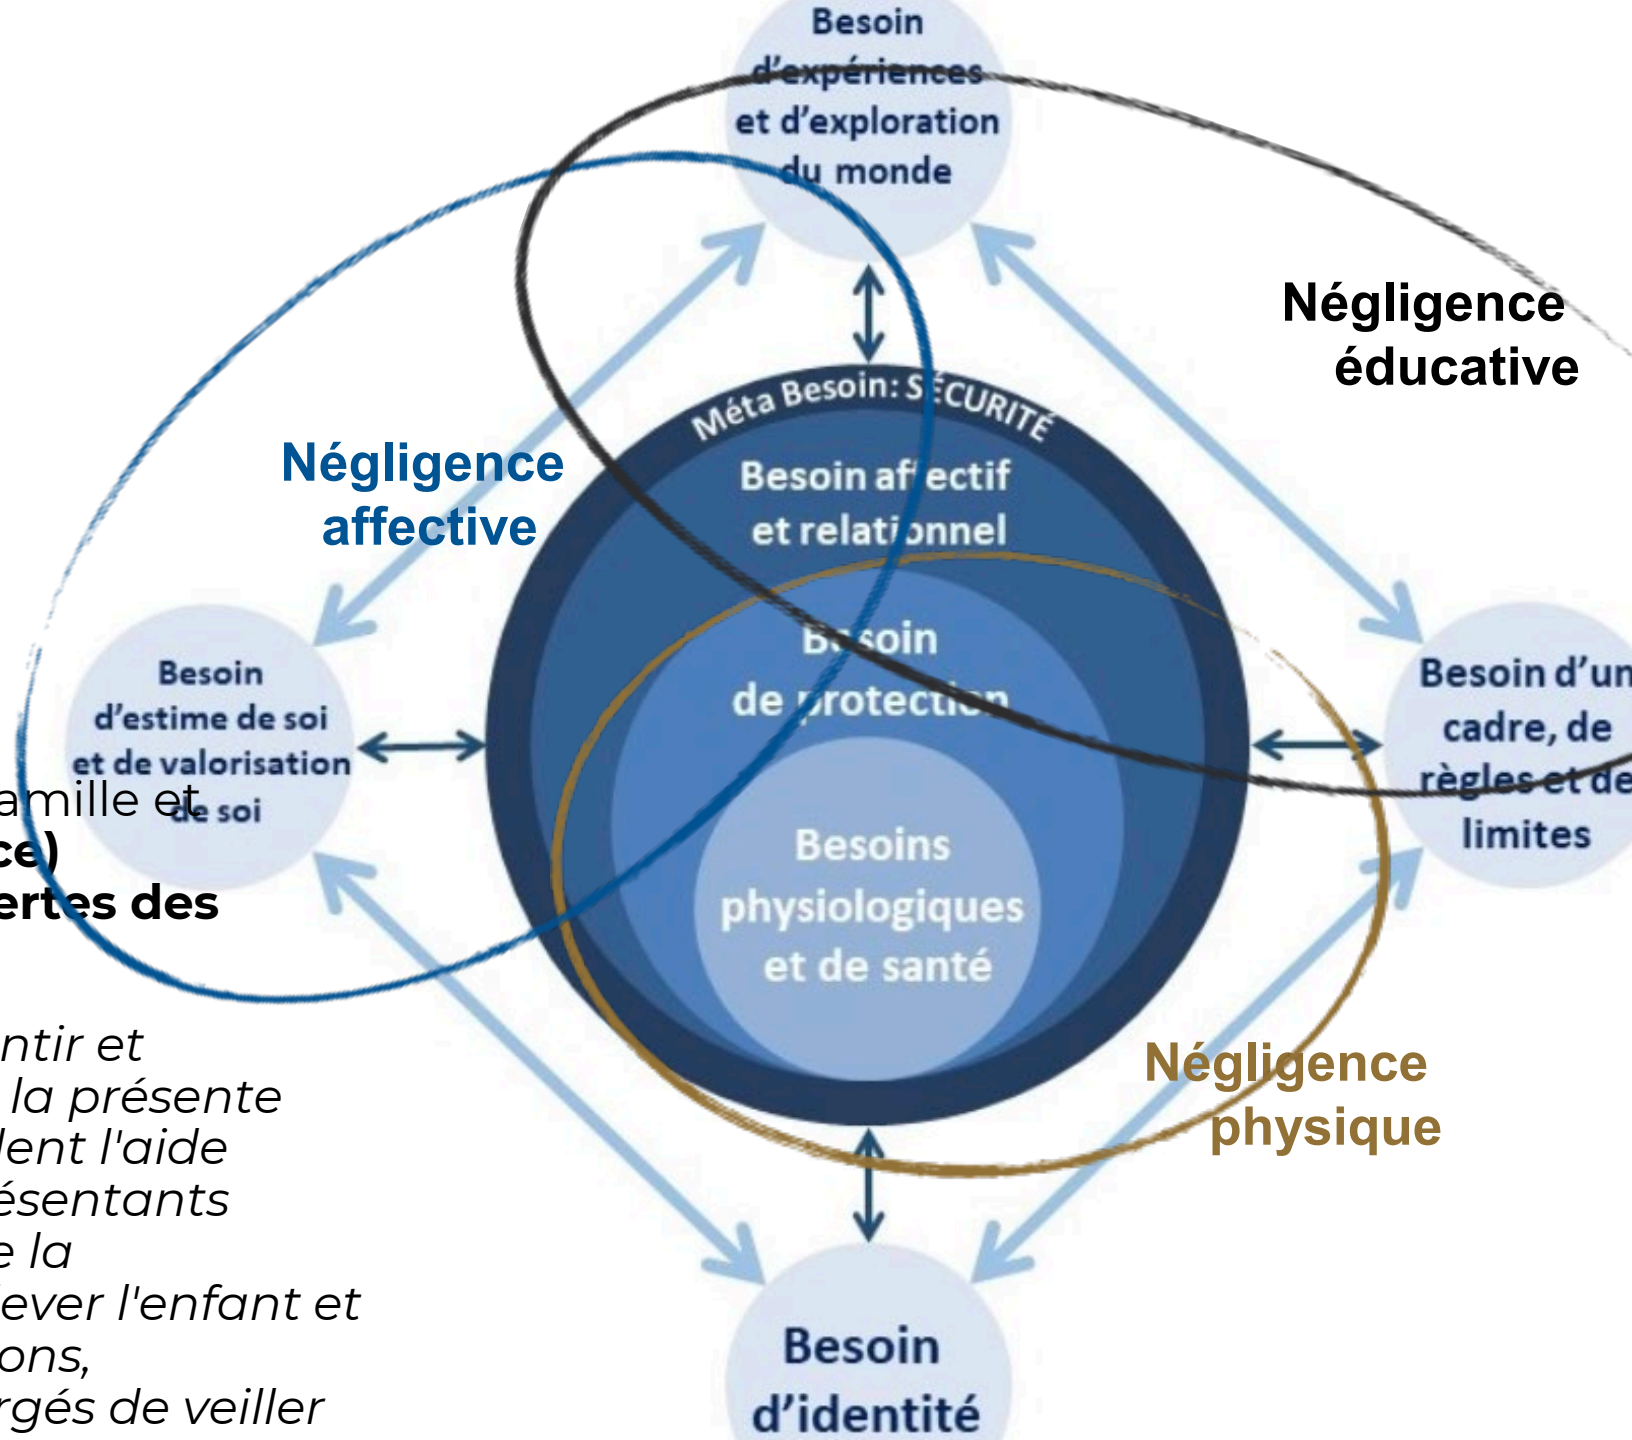 Besoin
d'expériences
et d'exploration
du monde
Négligence
éducative
Méta Besoin: SÉCURITÉ
Besoin affectif
et relationnel
Négligence
affective
Besoin
de protection
Besoin
d'estime de soi
et de valorisation
de soi
Besoin d'un
cadre, de
règles et de
limites
Besoins
physiologiques
et de santé
Négligence
physique
Besoin
d'identité
amille et
ce)
ertes des
ntir et
la présente
dent l'aide
ésentants
e la
ever l'enfant et
ons,
rgés de veiller